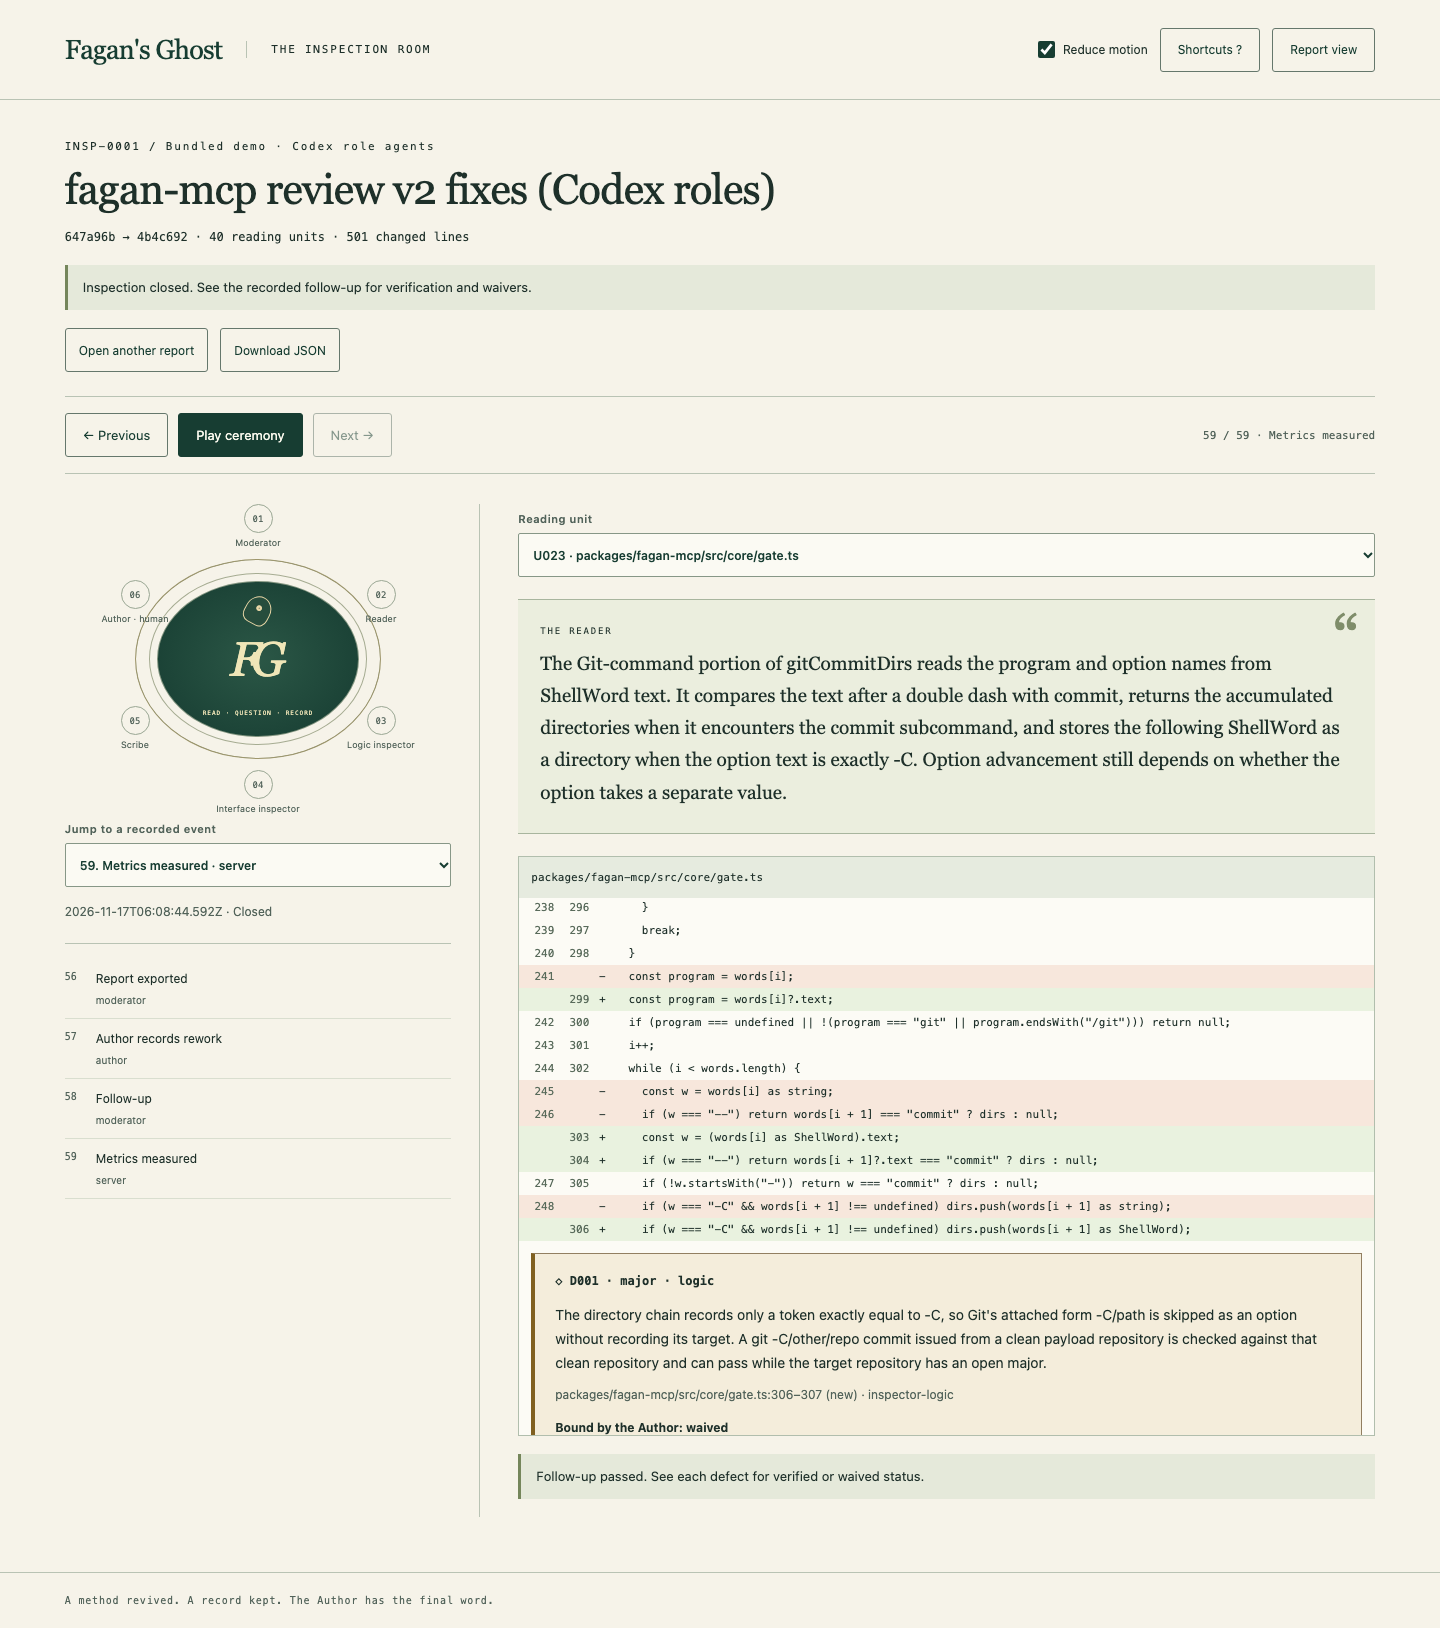 Fagan's Ghost
THE INSPECTION ROOM
Reduce motion
Shortcuts ?
Report view
INSP-0001 / Bundled demo · Codex role agents
fagan-mcp review v2 fixes (Codex roles)
647a96b → 4b4c692 · 40 reading units · 501 changed lines
Inspection closed. See the recorded follow-up for verification and waivers.
Open another report
Download JSON
← Previous
Play ceremony
Next →
59 / 59 · Metrics measured
01
Moderator
06
Author · human
02
Reader
FG
READ · QUESTION · RECORD
05
Scribe
03
Logic inspector
04
Interface inspector
Jump to a recorded event
59. Metrics measured · server
2026-11-17T06:08:44.592Z · Closed
56 Report exported
moderator
57 Author records rework
author
58 Follow-up
moderator
59 Metrics measured
server
Reading unit
U023 · packages/fagan-mcp/src/core/gate.ts
THE READER
“
The Git-command portion of gitCommitDirs reads the program and option names from
ShellWord text. It compares the text after a double dash with commit, returns the accumulated
directories when it encounters the commit subcommand, and stores the following ShellWord as
a directory when the option text is exactly -C. Option advancement still depends on whether the
option takes a separate value.
packages/fagan-mcp/src/core/gate.ts
238 296 }
239 297 break;
240 298 }
241 − const program = words[i];
299 + const program = words[i]?.text;
242 300 if (program === undefined || !(program === "git" || program.endsWith("/git"))) return null;
243 301 i++;
244 302 while (i < words.length) {
245 − const w = words[i] as string;
246 − if (w === "--") return words[i + 1] === "commit" ? dirs : null;
303 + const w = (words[i] as ShellWord).text;
304 + if (w === "--") return words[i + 1]?.text === "commit" ? dirs : null;
247 305 if (!w.startsWith("-")) return w === "commit" ? dirs : null;
248 − if (w === "-C" && words[i + 1] !== undefined) dirs.push(words[i + 1] as string);
306 + if (w === "-C" && words[i + 1] !== undefined) dirs.push(words[i + 1] as ShellWord);
◇ D001 · major · logic
The directory chain records only a token exactly equal to -C, so Git's attached form -C/path is skipped as an option
without recording its target. A git -C/other/repo commit issued from a clean payload repository is checked against that
clean repository and can pass while the target repository has an open major.
packages/fagan-mcp/src/core/gate.ts:306–307 (new) · inspector-logic
Bound by the Author: waived
Follow-up passed. See each defect for verified or waived status.
A method revived. A record kept. The Author has the final word.